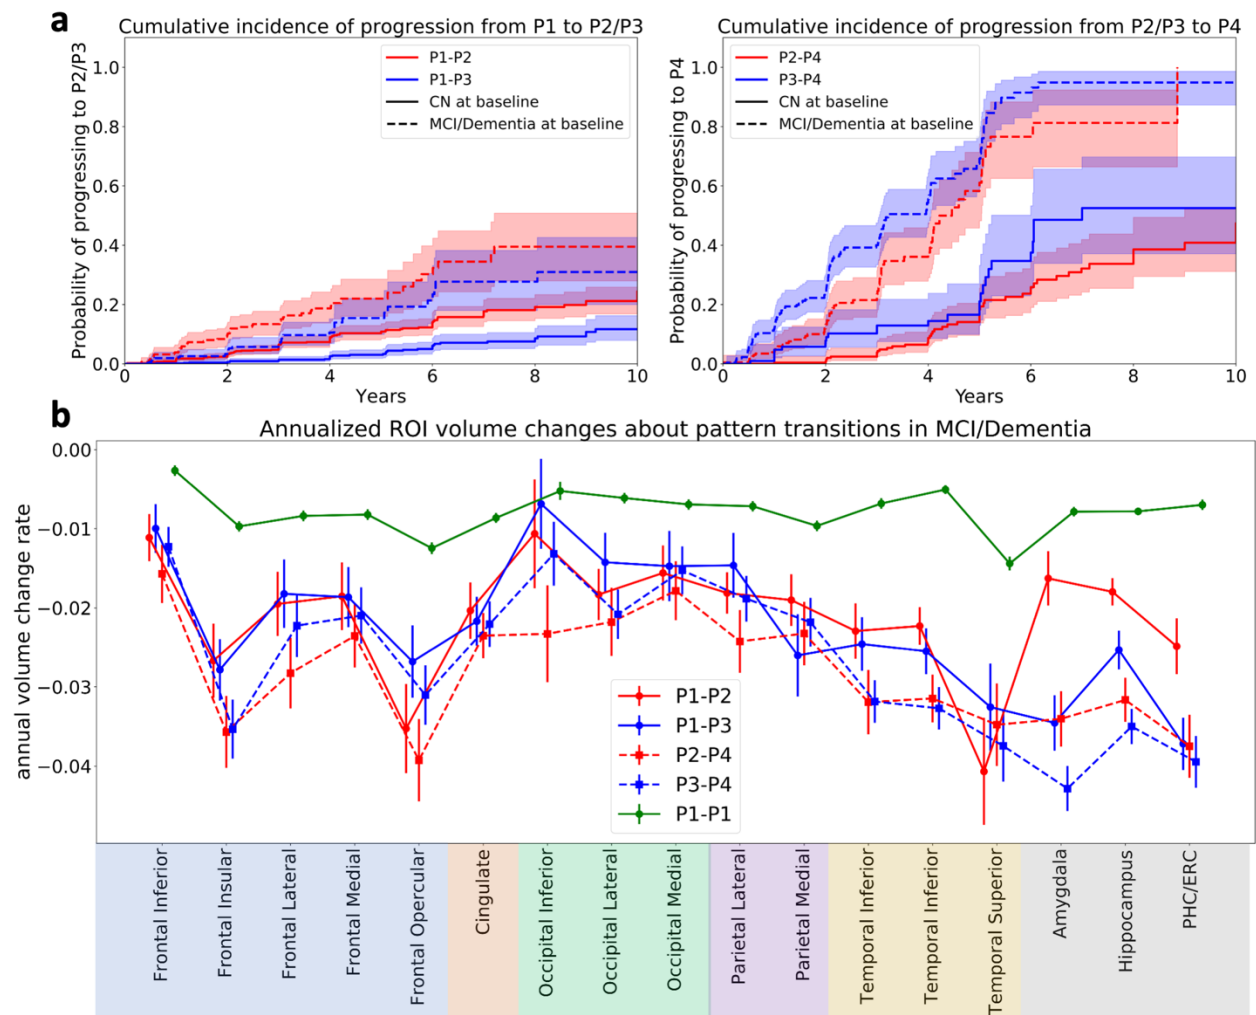 a
Cumulative incidence of progression from P1 to P2/P3
Probability of progressing to P2/P3
1.0
0.8
0.6
0.4
0.2
0.0
P1-P2
P1-P3
CN at baseline
MCI/Dementia at baseline
0 2 4 6 8 10
Years
Cumulative incidence of progression from P2/P3 to P4
Probability of progressing to P4
1.0
0.8
0.6
0.4
0.2
0.0
P2-P4
P3-P4
CN at baseline
MCI/Dementia at baseline
0 2 4 6 8 10
Years
b
Annualized ROI volume changes about pattern transitions in MCI/Dementia
annual volume change rate
0.00
−0.01
−0.02
−0.03
−0.04
P1-P2
P1-P3
P2-P4
P3-P4
P1-P1
Frontal Inferior
Frontal Insular
Frontal Lateral
Frontal Medial
Frontal Opercular
Cingulate
Occipital Inferior
Occipital Lateral
Occipital Medial
Parietal Lateral
Parietal Medial
Temporal Inferior
Temporal Inferior
Temporal Superior
Amygdala
Hippocampus
PHC/ERC